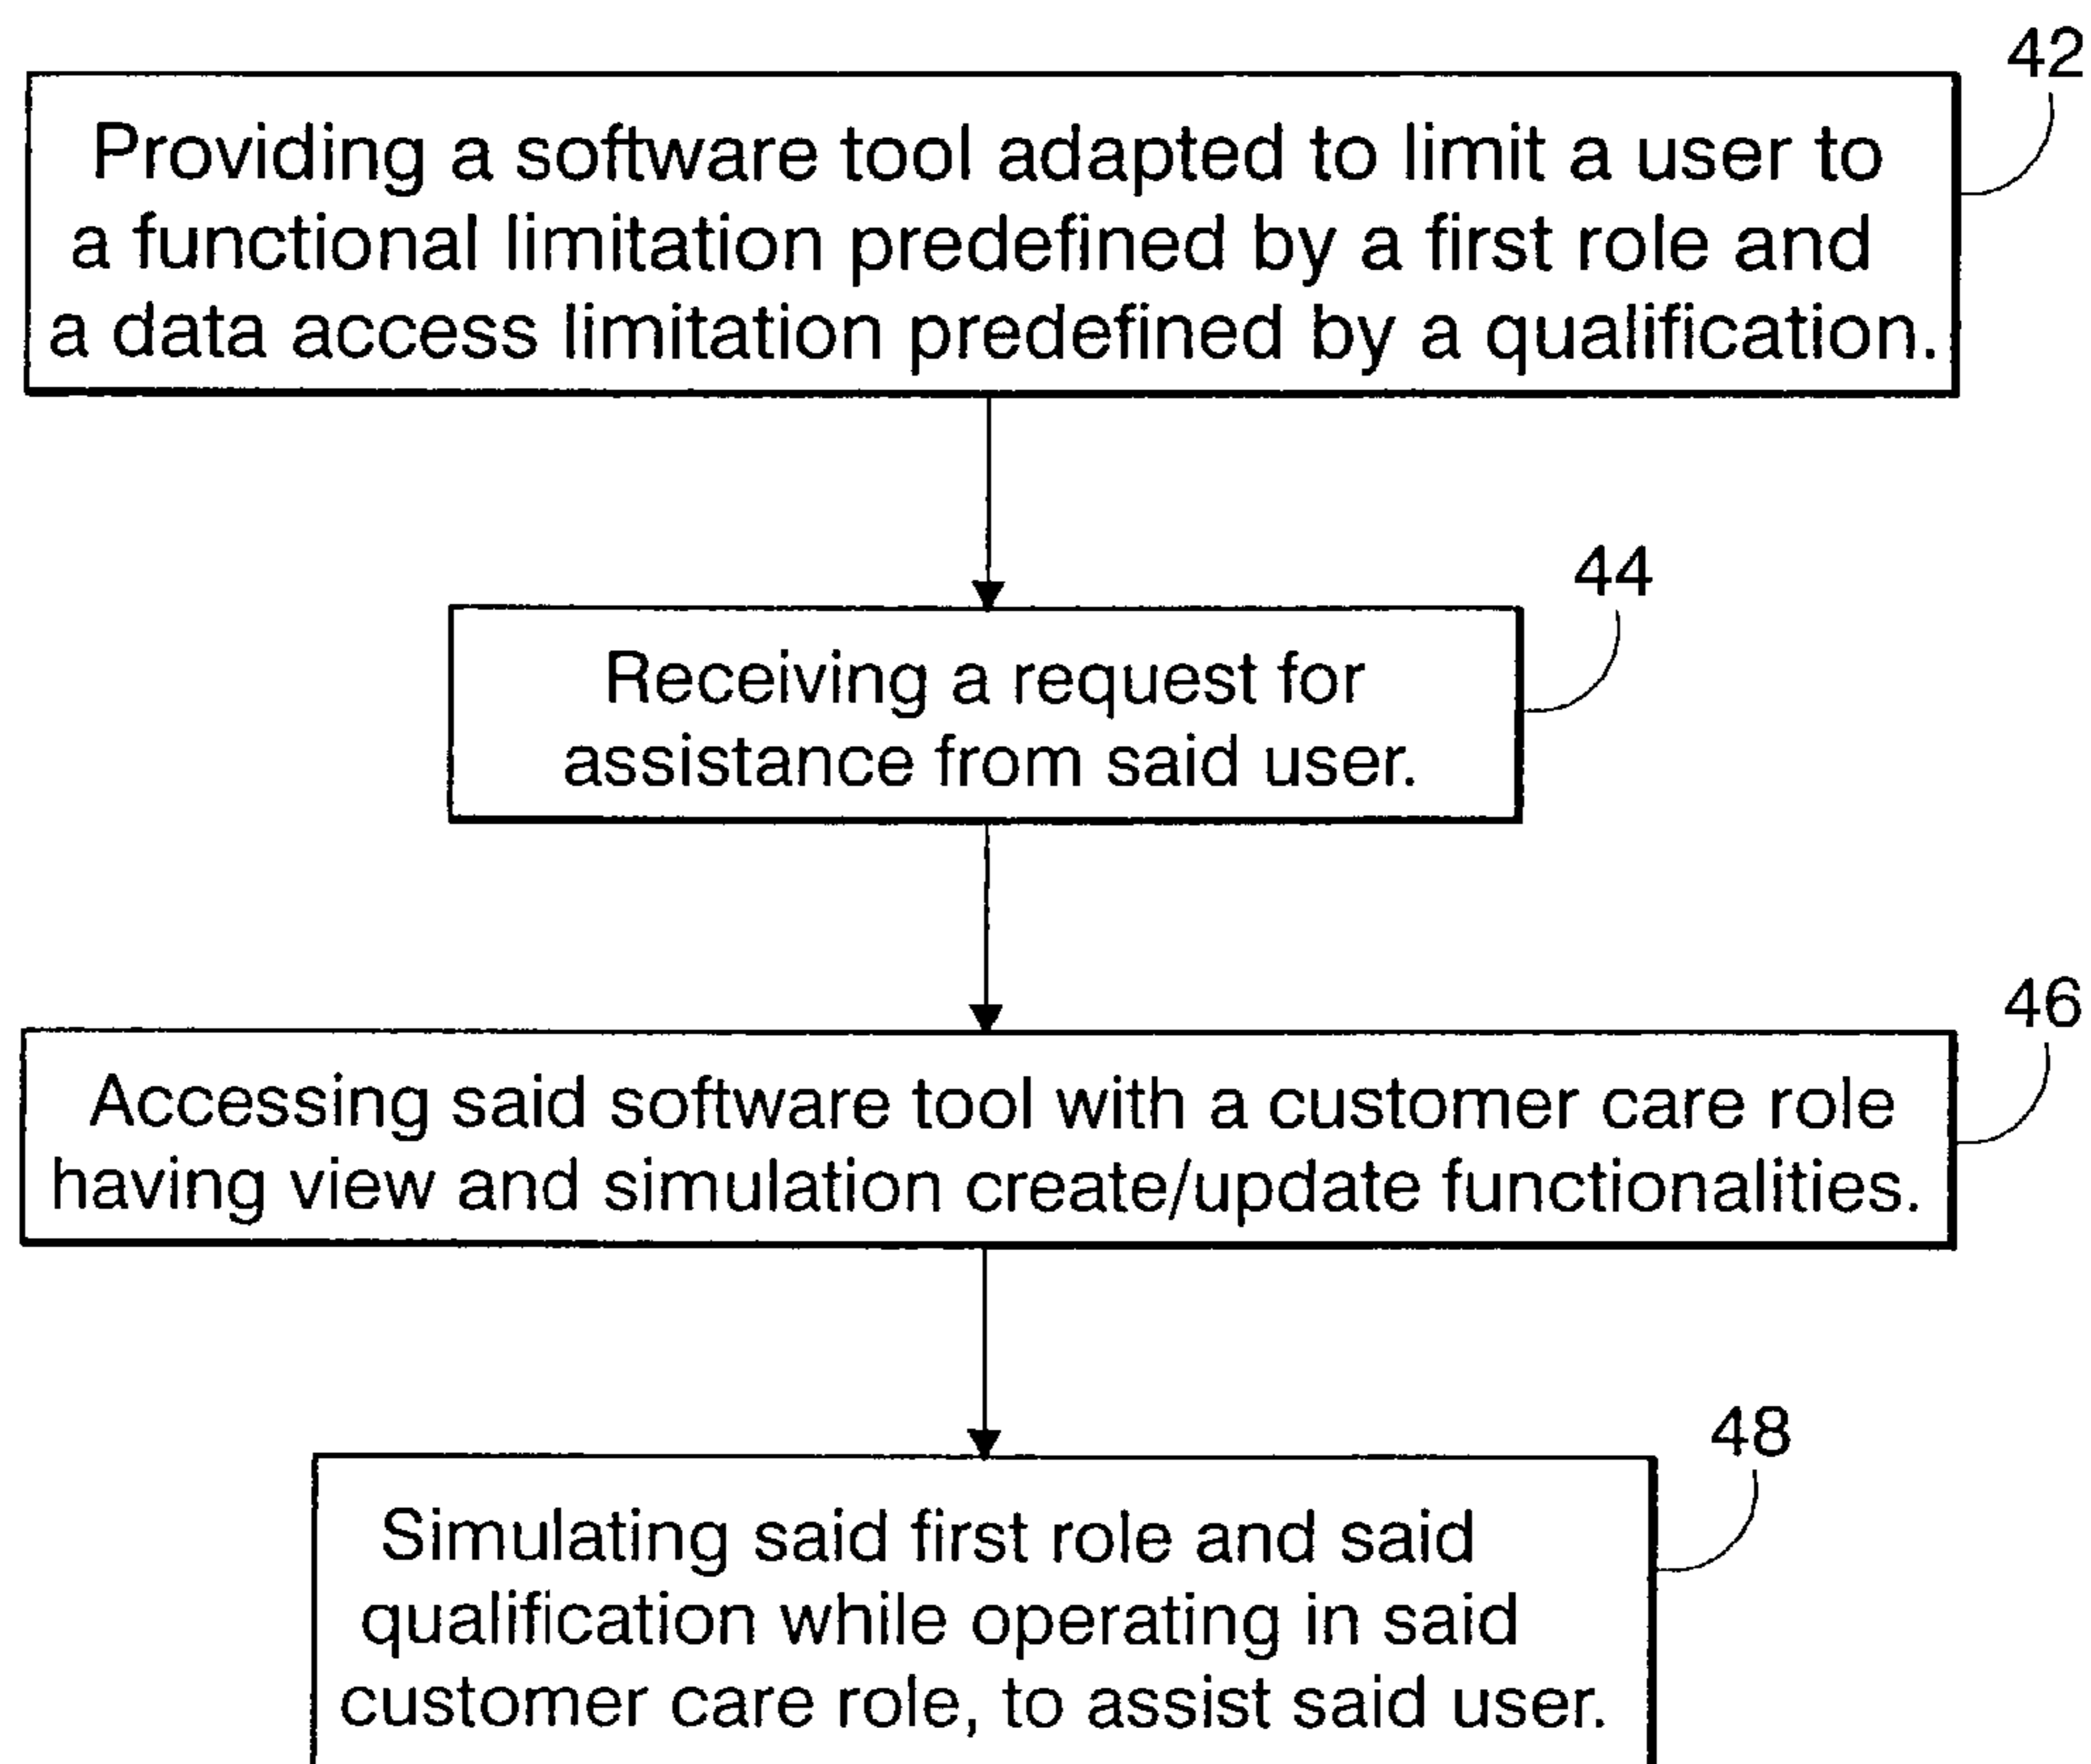 42
Providing a software tool adapted to limit a user to
a functional limitation predefined by a first role and
a data access limitation predefined by a qualification.
44
Receiving a request for
assistance from said user.
46
Accessing said software tool with a customer care role
having view and simulation create/update functionalities.
48
Simulating said first role and said
qualification while operating in said
customer care role, to assist said user.